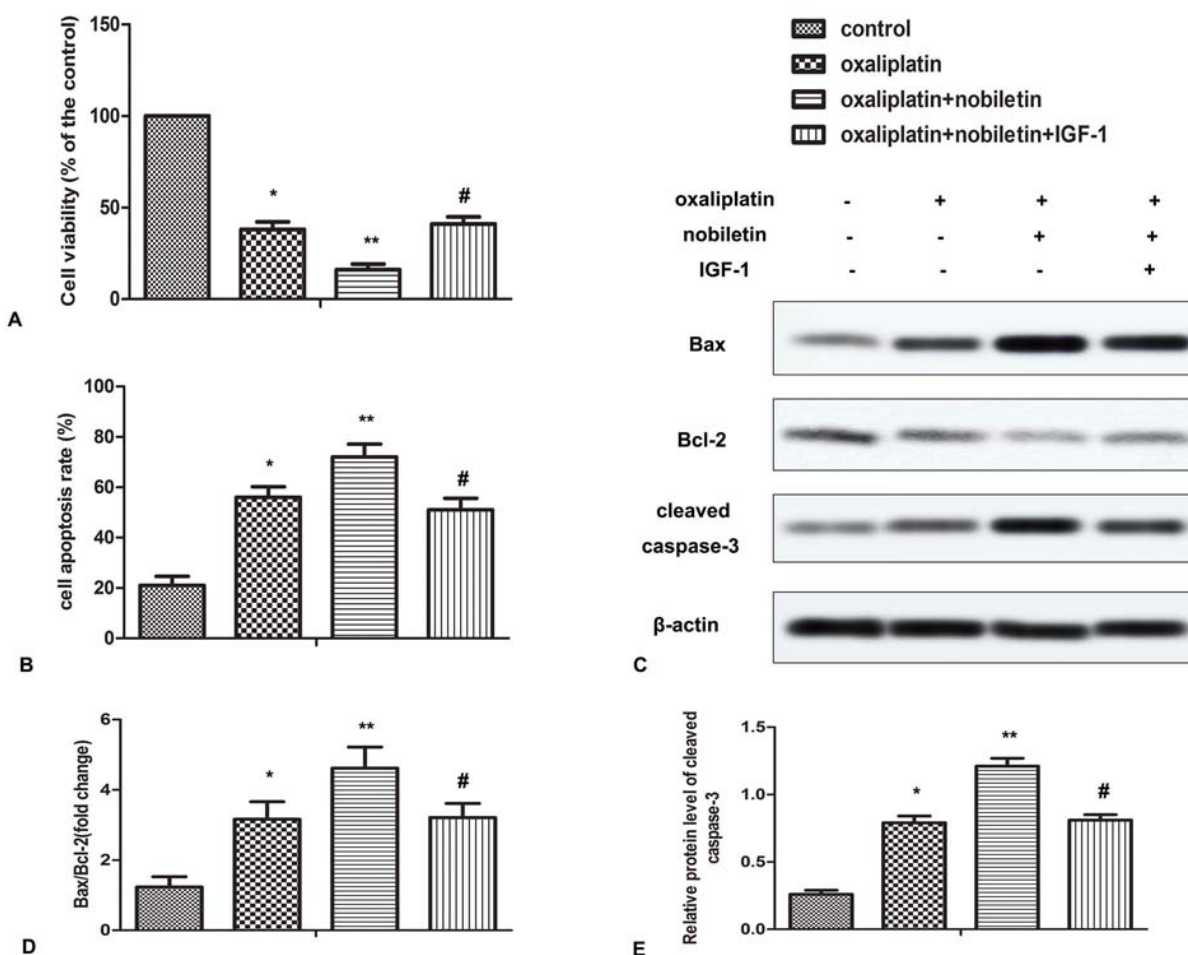 Cell viability (% of the control)
150
100
50
0
*
**
#
A
cell apoptosis rate (%)
100
80
60
40
20
0
*
**
#
B
control
oxaliplatin
oxaliplatin+nobiletin
oxaliplatin+nobiletin+IGF-1
oxaliplatin - + + +
nobiletin - - + +
IGF-1 - - - +
Bax
Bcl-2
cleaved
caspase-3
β-actin
C
Bax/Bcl-2(fold change)
6
4
2
0
*
**
#
D
Relative protein level of cleaved
caspase-3
1.5
1.0
0.5
0.0
*
**
#
E